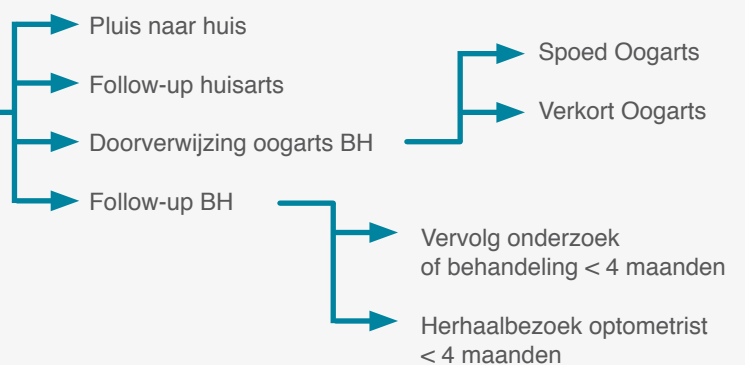 Pluis naar huis
Follow-up huisarts
Doorverwijzing oogarts BH
Follow-up BH
Spoed Oogarts
Verkort Oogarts
Vervolg onderzoek
of behandeling < 4 maanden
Herhaalbezoek optometrist
< 4 maanden